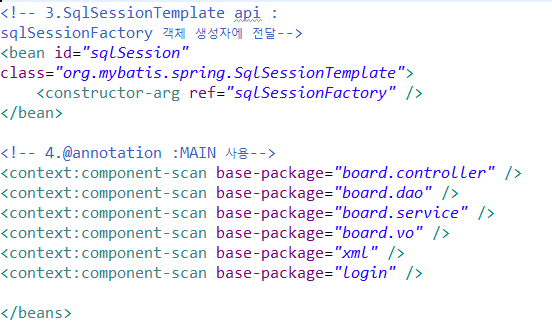 <!-- 3.SqlSessionTemplate api :
sqlSessionFactory 객체 생성자에 전달-->
<bean id="sqlSession"
class="org.mybatis.spring.SqlSessionTemplate">
<constructor-arg ref="sqlSessionFactory" />
</bean>
<!-- 4.@annotation :MAIN 사용-->
<context:component-scan base-package="board.controller" />
<context:component-scan base-package="board.dao" />
<context:component-scan base-package="board.service" />
<context:component-scan base-package="board.vo" />
<context:component-scan base-package="xml" />
<context:component-scan base-package="login" />
</beans>